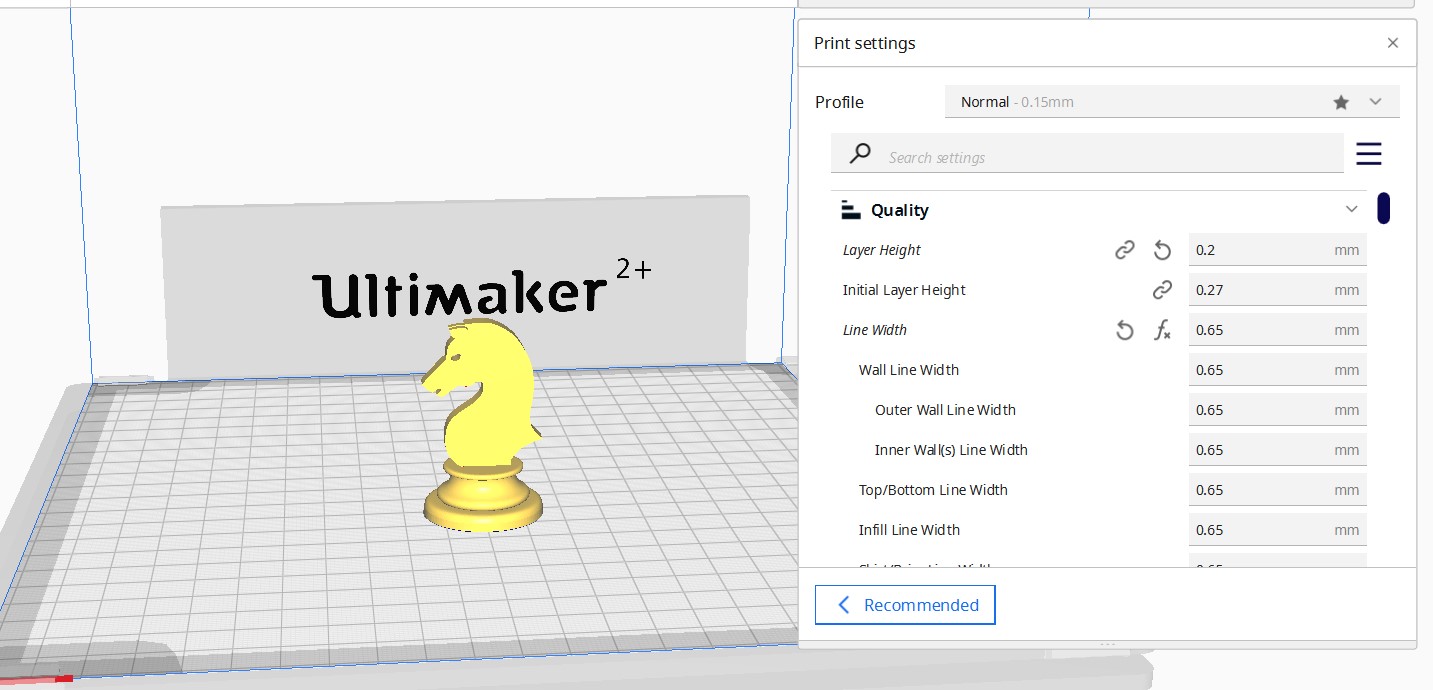 Print settings
Profile
Normal - 0.15mm
Search settings
Quality
Layer Height 0.2 mm
Initial Layer Height 0.27 mm
Line Width 0.65 mm
Wall Line Width 0.65 mm
Outer Wall Line Width 0.65 mm
Inner Wall(s) Line Width 0.65 mm
Top/Bottom Line Width 0.65 mm
Infill Line Width 0.65 mm
Recommended
Ultimaker 2+